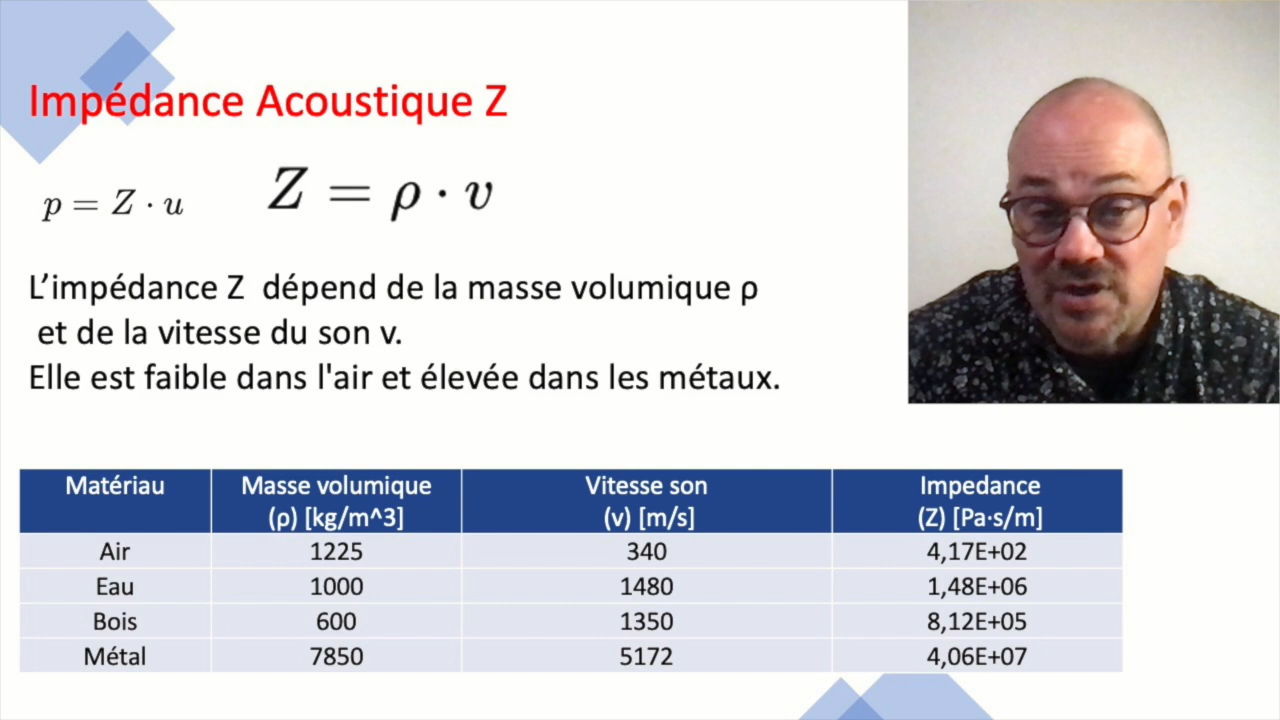 Impédance Acoustique Z
p = Z · u
Z = ρ · v
L’impédance Z dépend de la masse volumique ρ
et de la vitesse du son v.
Elle est faible dans l'air et élevée dans les métaux.
Matériau Masse volumique (ρ) [kg/m^3] Vitesse son (v) [m/s] Impedance (Z) [Pa·s/m]
Air 1225 340 4,17E+02
Eau 1000 1480 1,48E+06
Bois 600 1350 8,12E+05
Métal 7850 5172 4,06E+07